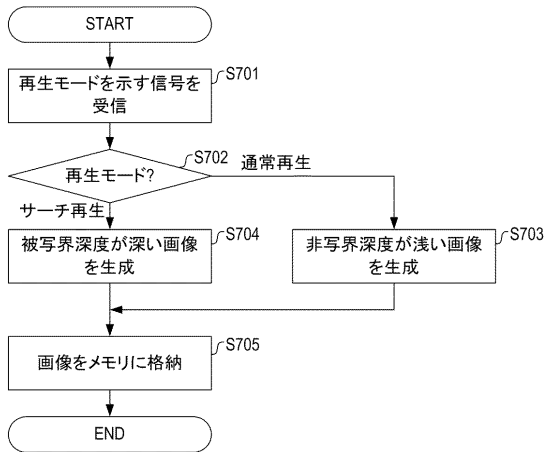 START
再生モードを示す信号を
受信
S701
再生モード?
S702
通常再生
サーチ再生
被写界深度が深い画像
を生成
S704
非写界深度が浅い画像
を生成
S703
画像をメモリに格納
S705
END